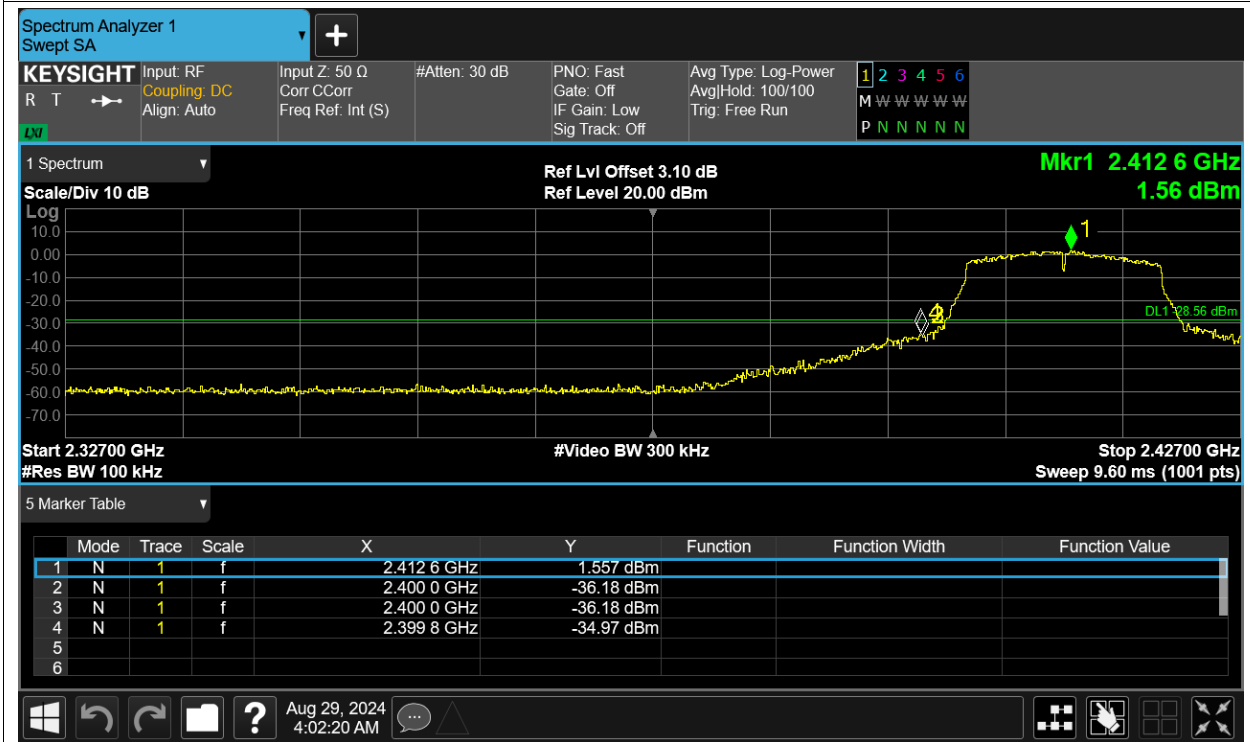 Spectrum Analyzer 1
Swept SA
+
KEYSIGHT
R T
LXI
Input: RF
Coupling: DC
Align: Auto
Input Z: 50 Ω
Corr CCorr
Freq Ref: Int (S)
#Atten: 30 dB
PNO: Fast
Gate: Off
IF Gain: Low
Sig Track: Off
Avg Type: Log-Power
Avg|Hold: 100/100
Trig: Free Run
1 2 3 4 5 6
M W W W W W
P N N N N N
1 Spectrum
Scale/Div 10 dB
Ref Lvl Offset 3.10 dB
Ref Level 20.00 dBm
Mkr1 2.412 6 GHz
1.56 dBm
Log
10.0
0.00
-10.0
-20.0
-30.0
-40.0
-50.0
-60.0
-70.0
1
DL1 -28.56 dBm
Start 2.32700 GHz
#Video BW 300 kHz
Stop 2.42700 GHz
#Res BW 100 kHz
Sweep 9.60 ms (1001 pts)
5 Marker Table
Mode Trace Scale X Y Function Function Width Function Value
1 N 1 f 2.412 6 GHz 1.557 dBm
2 N 1 f 2.400 0 GHz -36.18 dBm
3 N 1 f 2.400 0 GHz -36.18 dBm
4 N 1 f 2.399 8 GHz -34.97 dBm
5
6
?
Aug 29, 2024
4:02:20 AM